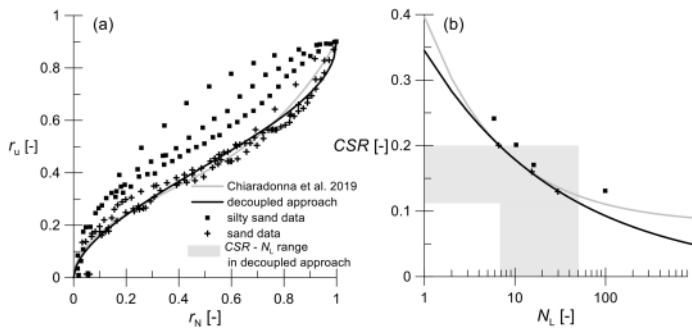 (a)
1
0.8
0.6
0.4
0.2
0
r_u [-]
0 0.2 0.4 0.6 0.8 1
r_N [-]
Chiaradonna et al. 2019
decoupled approach
silty sand data
sand data
CSR - N_L range
in decoupled approach
(b)
0.4
0.3
0.2
0.1
0
CSR [-]
1 10 100
N_L [-]